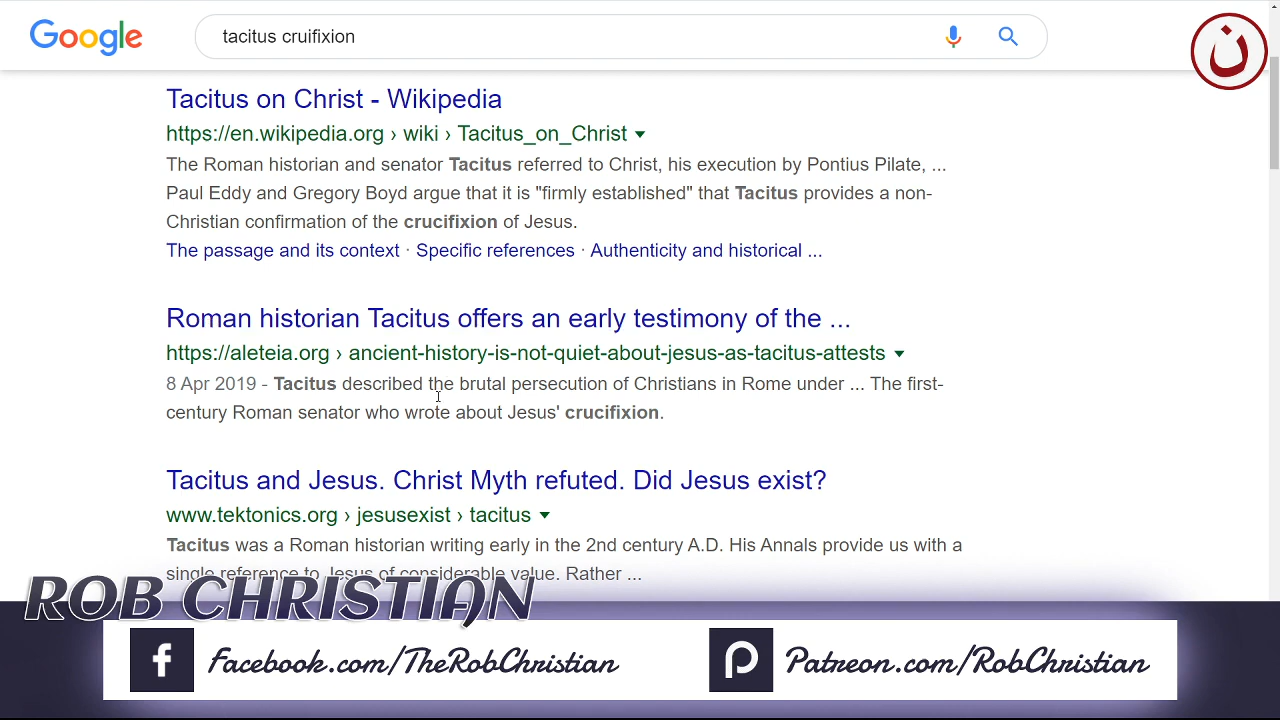 Google
tacitus cruifixion
ن
Tacitus on Christ - Wikipedia
https://en.wikipedia.org › wiki › Tacitus_on_Christ
The Roman historian and senator Tacitus referred to Christ, his execution by Pontius Pilate, ...
Paul Eddy and Gregory Boyd argue that it is "firmly established" that Tacitus provides a non-
Christian confirmation of the crucifixion of Jesus.
The passage and its context · Specific references · Authenticity and historical ...
Roman historian Tacitus offers an early testimony of the ...
https://aleteia.org › ancient-history-is-not-quiet-about-jesus-as-tacitus-attests
8 Apr 2019 - Tacitus described the brutal persecution of Christians in Rome under ... The first-
century Roman senator who wrote about Jesus' crucifixion.
Tacitus and Jesus. Christ Myth refuted. Did Jesus exist?
www.tektonics.org › jesusexist › tacitus
Tacitus was a Roman historian writing early in the 2nd century A.D. His Annals provide us with a
single reference to Jesus of considerable value. Rather ...
ROB CHRISTIAN
Facebook.com/TheRobChristian
Patreon.com/RobChristian